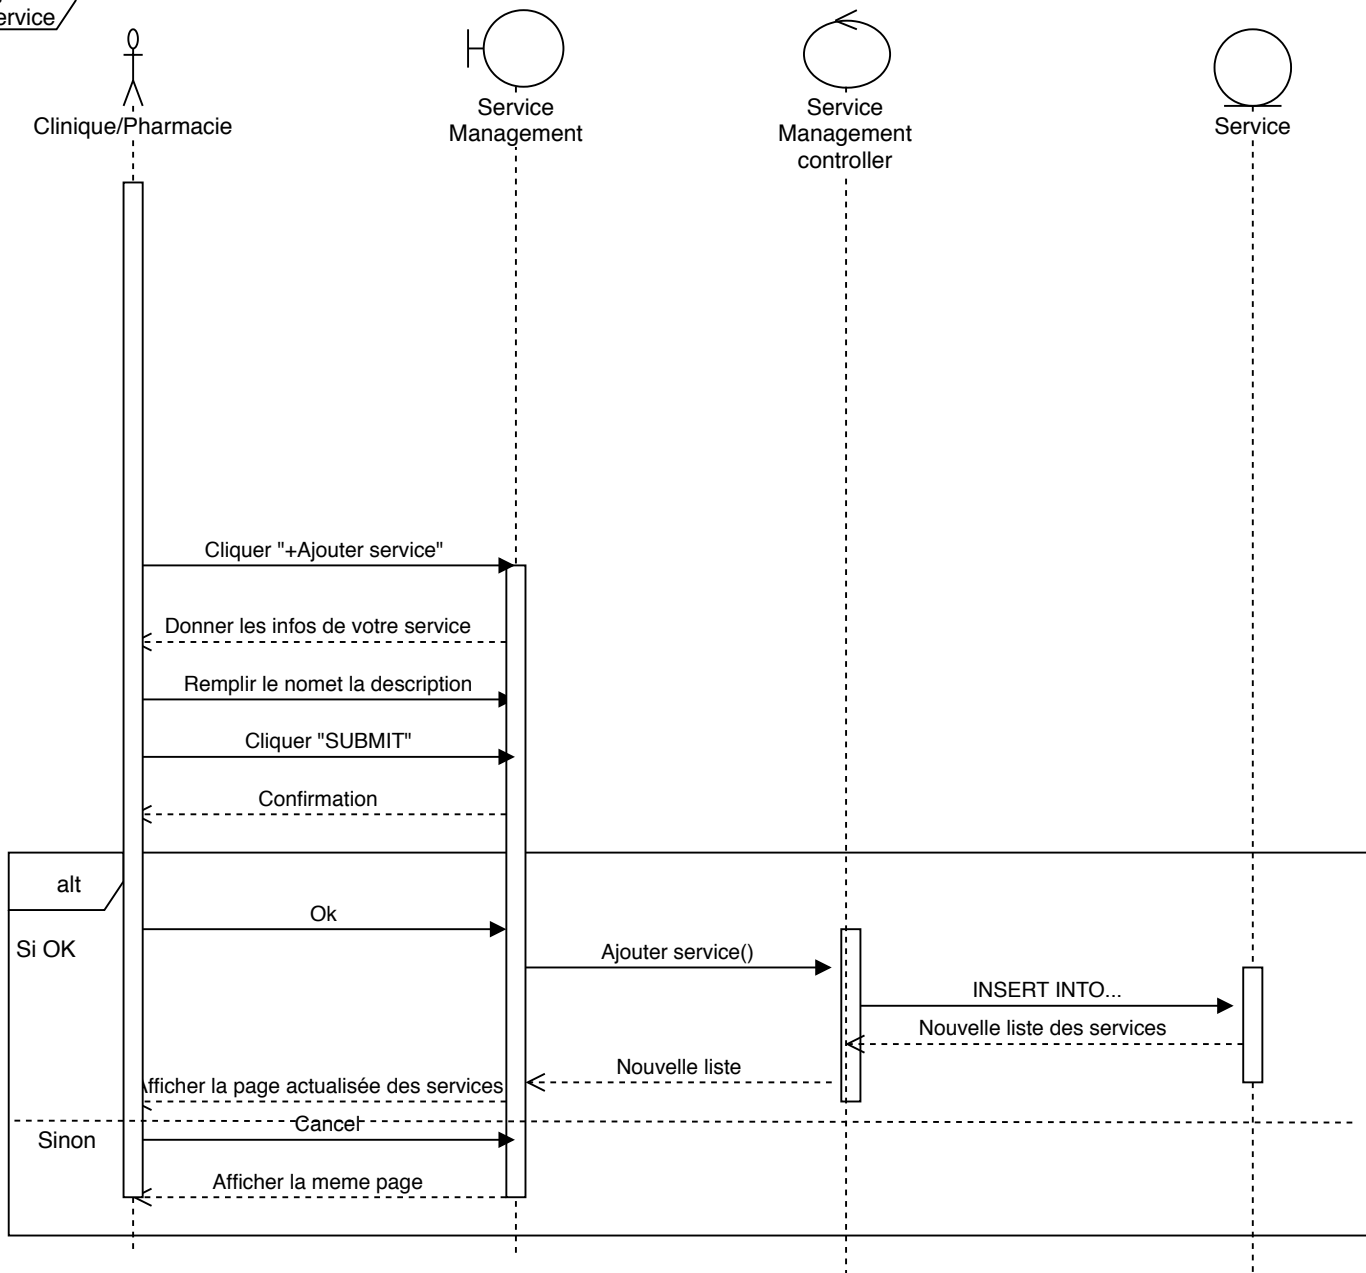 ervice
Clinique/Pharmacie
Service
Management
Service
Management
controller
Service
Cliquer "+Ajouter service"
Donner les infos de votre service
Remplir le nomet la description
Cliquer "SUBMIT"
Confirmation
alt
Ok
Si OK
Ajouter service()
INSERT INTO...
Nouvelle liste des services
Nouvelle liste
fficher la page actualisée des services
Cancel
Sinon
Afficher la meme page